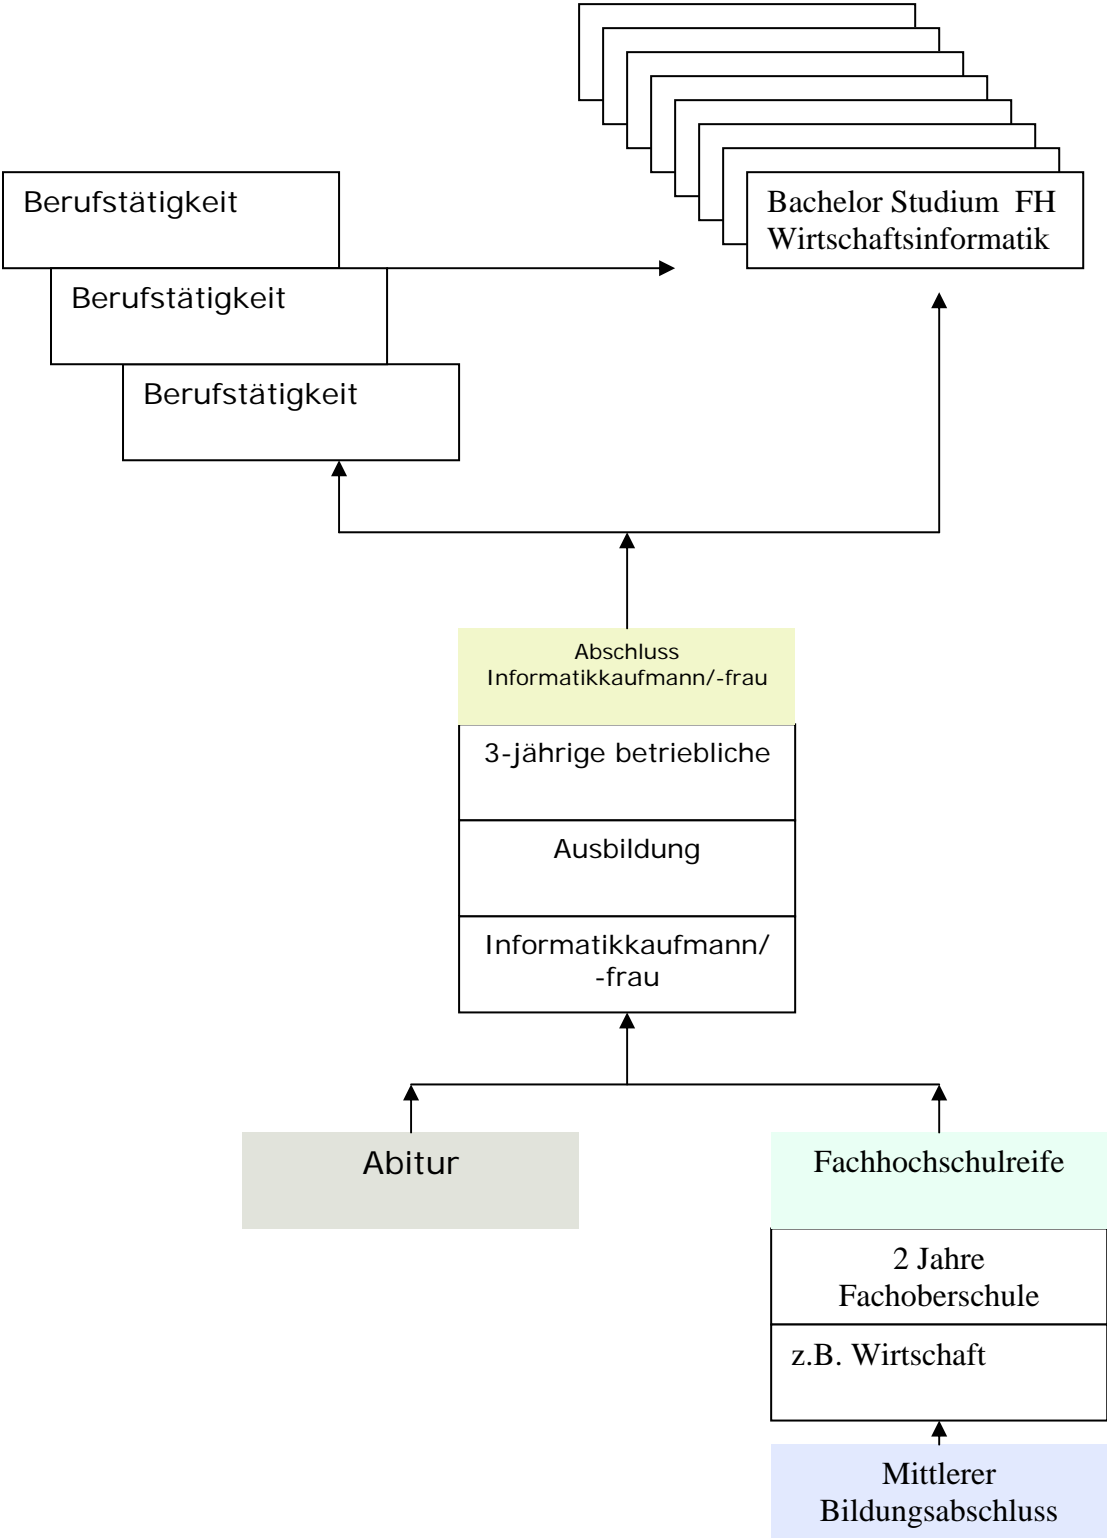 Berufstätigkeit
Bachelor Studium  FH
Wirtschaftsinformatik
Berufstätigkeit
Berufstätigkeit
Abschluss
Informatikkaufmann/-frau
3-jährige betriebliche
Ausbildung
Informatikkaufmann/
-frau
Abitur
Fachhochschulreife
2 Jahre
Fachoberschule
z.B. Wirtschaft
Mittlerer
Bildungsabschluss